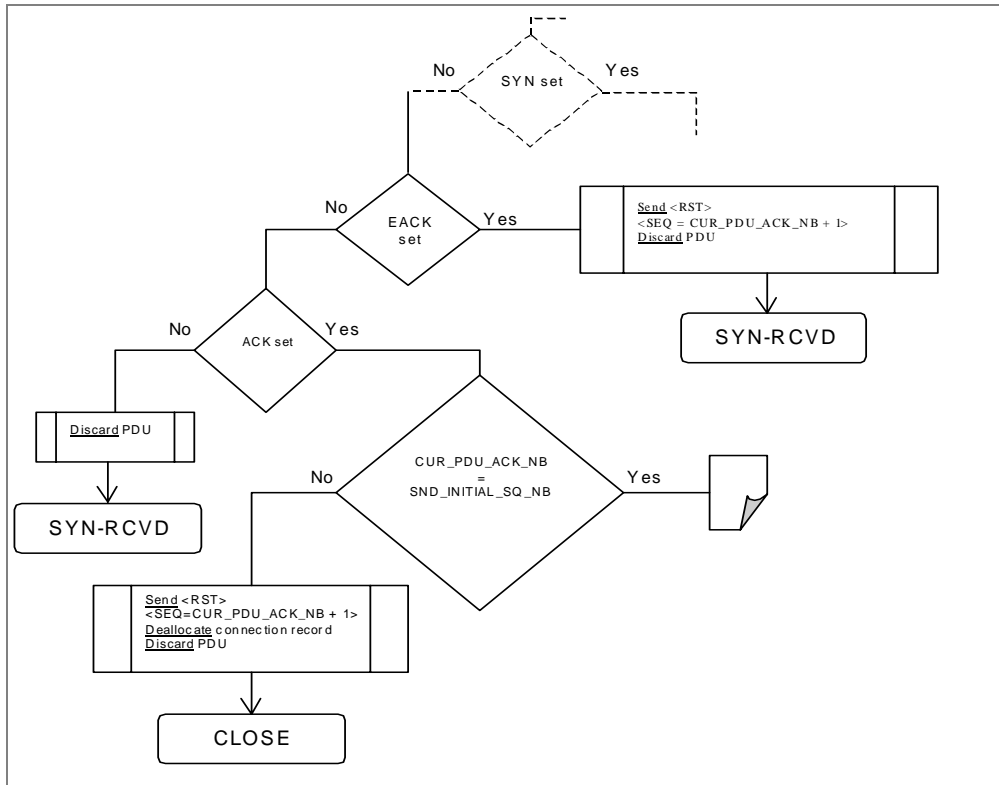 No
SYN set
Yes
No
EACK
set
Yes
Send <RST>
<SEQ = CUR_PDU_ACK_NB + 1>
Discard PDU
SYN-RCVD
No
ACK set
Yes
Discard PDU
SYN-RCVD
No
CUR_PDU_ACK_NB
=
SND_INITIAL_SQ_NB
Yes
Send <RST>
<SEQ=CUR_PDU_ACK_NB + 1>
Deallocate connection record
Discard PDU
CLOSE